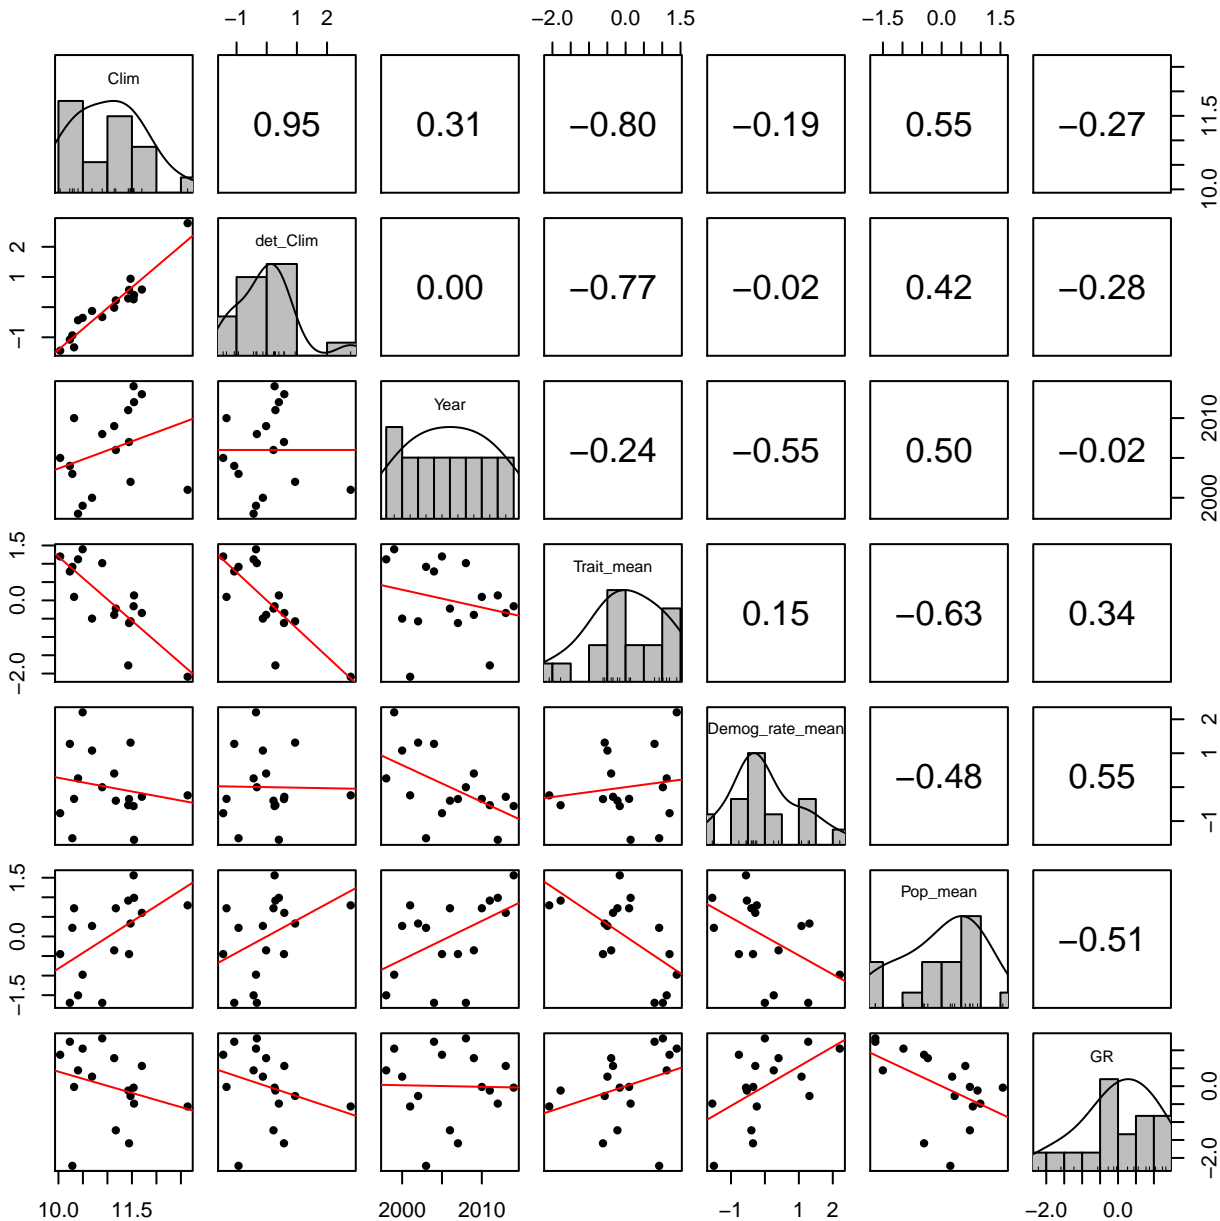 −1 1 2 −2.0 0.0 1.5 −1.5 0.0 1.5
Clim 0.95 0.31 −0.80 −0.19 0.55 −0.27 10.0 11.5
−1 1 2 det_Clim 0.00 −0.77 −0.02 0.42 −0.28
Year −0.24 −0.55 0.50 −0.02 2000 2010
−2.0 0.0 1.5 Trait_mean 0.15 −0.63 0.34
Demog_rate_mean −0.48 0.55 −1 1 2
−1.5 0.0 1.5 Pop_mean −0.51
GR −2.0 0.0
10.0 11.5 2000 2010 −1 1 2 −2.0 0.0